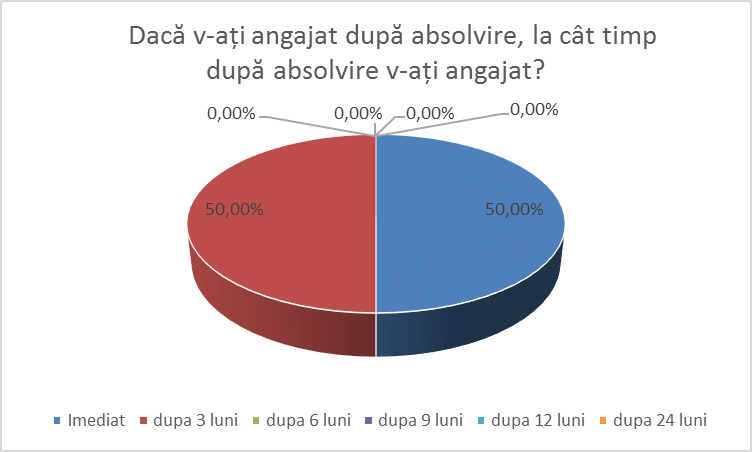 Dacă v-ați angajat după absolvire, la cât timp
după absolvire v-ați angajat?
0,00% 0,00% 0,00% 0,00%
50,00% 50,00%
Imediat dupa 3 luni dupa 6 luni dupa 9 luni dupa 12 luni dupa 24 luni